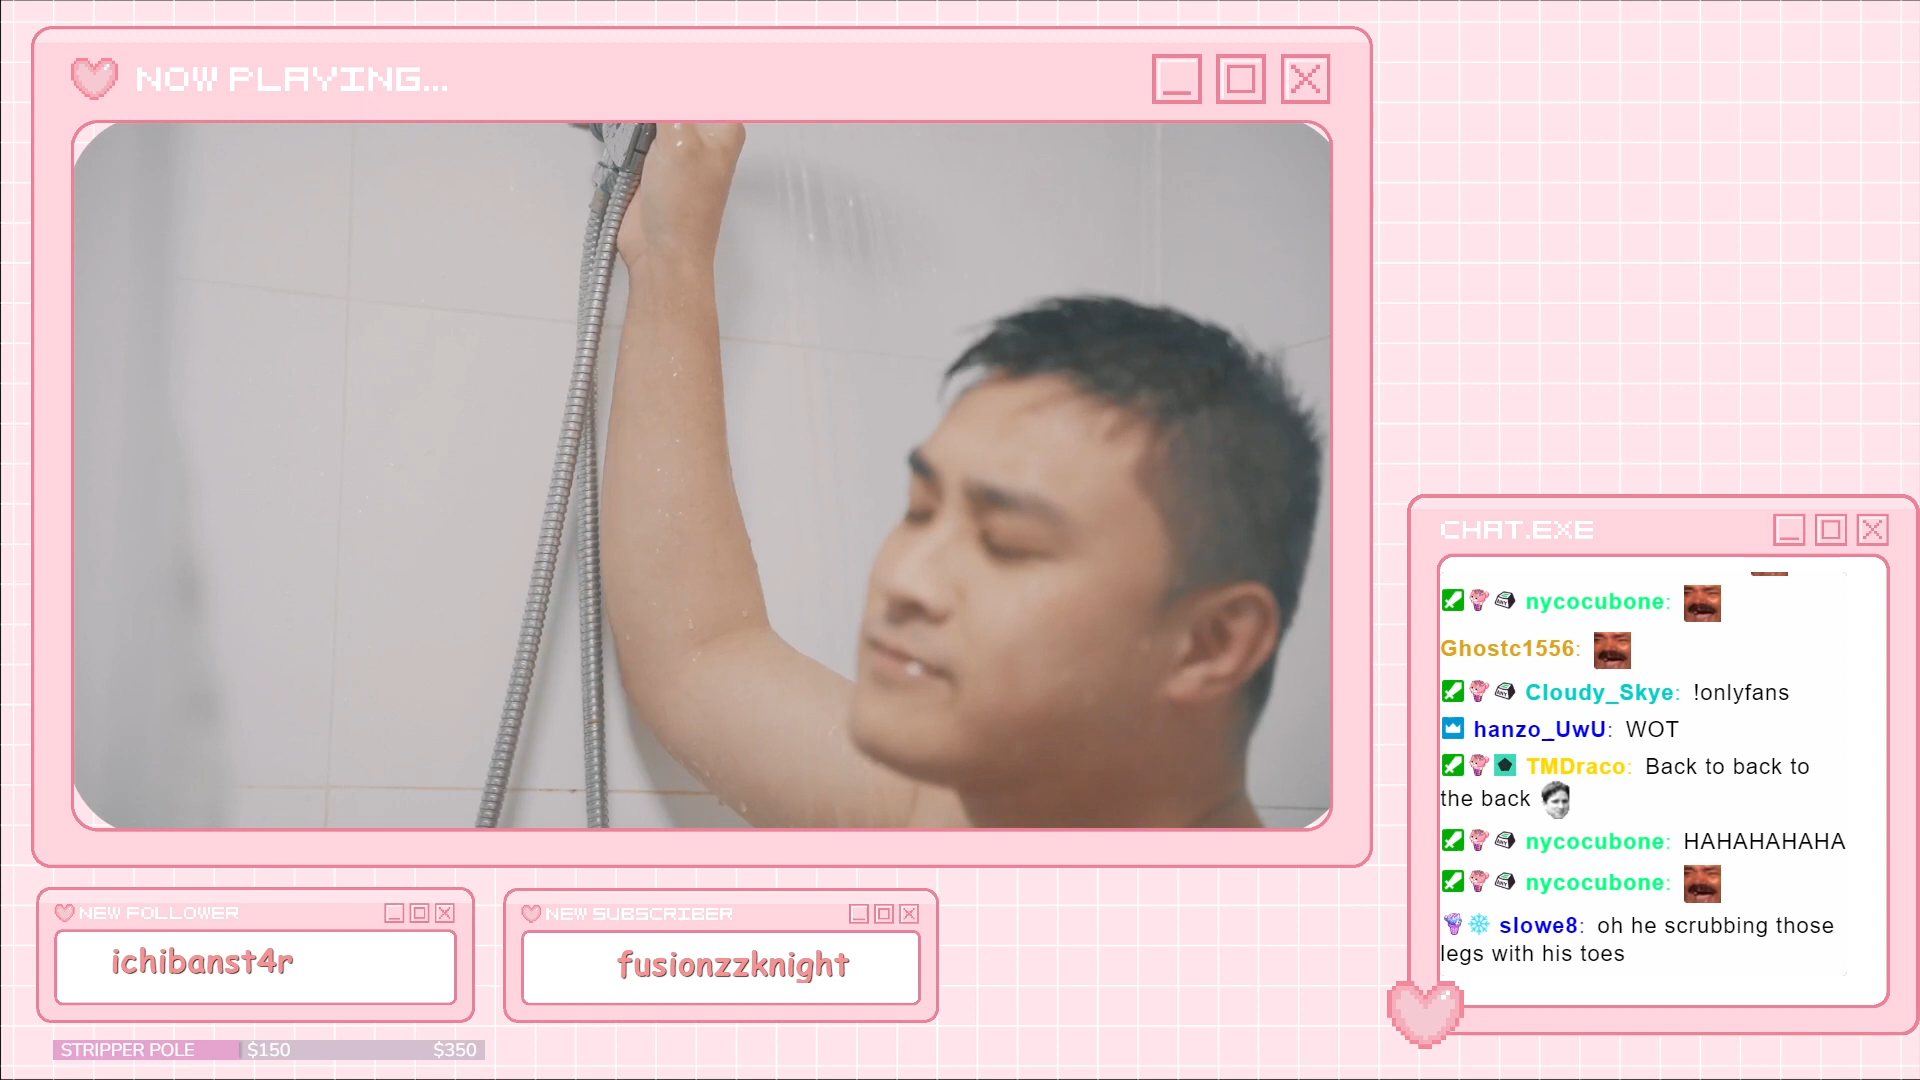 NOW PLAYING...
CHAT.EXE
nycocubone:
Ghostc1556:
Cloudy_Skye: !onlyfans
hanzo_UwU: WOT
TMDraco: Back to back to
the back
nycocubone: HAHAHAHAHA
nycocubone:
slowe8: oh he scrubbing those
legs with his toes
NEW FOLLOWER
ichibanst4r
NEW SUBSCRIBER
fusionzzknight
STRIPPER POLE $150 $350